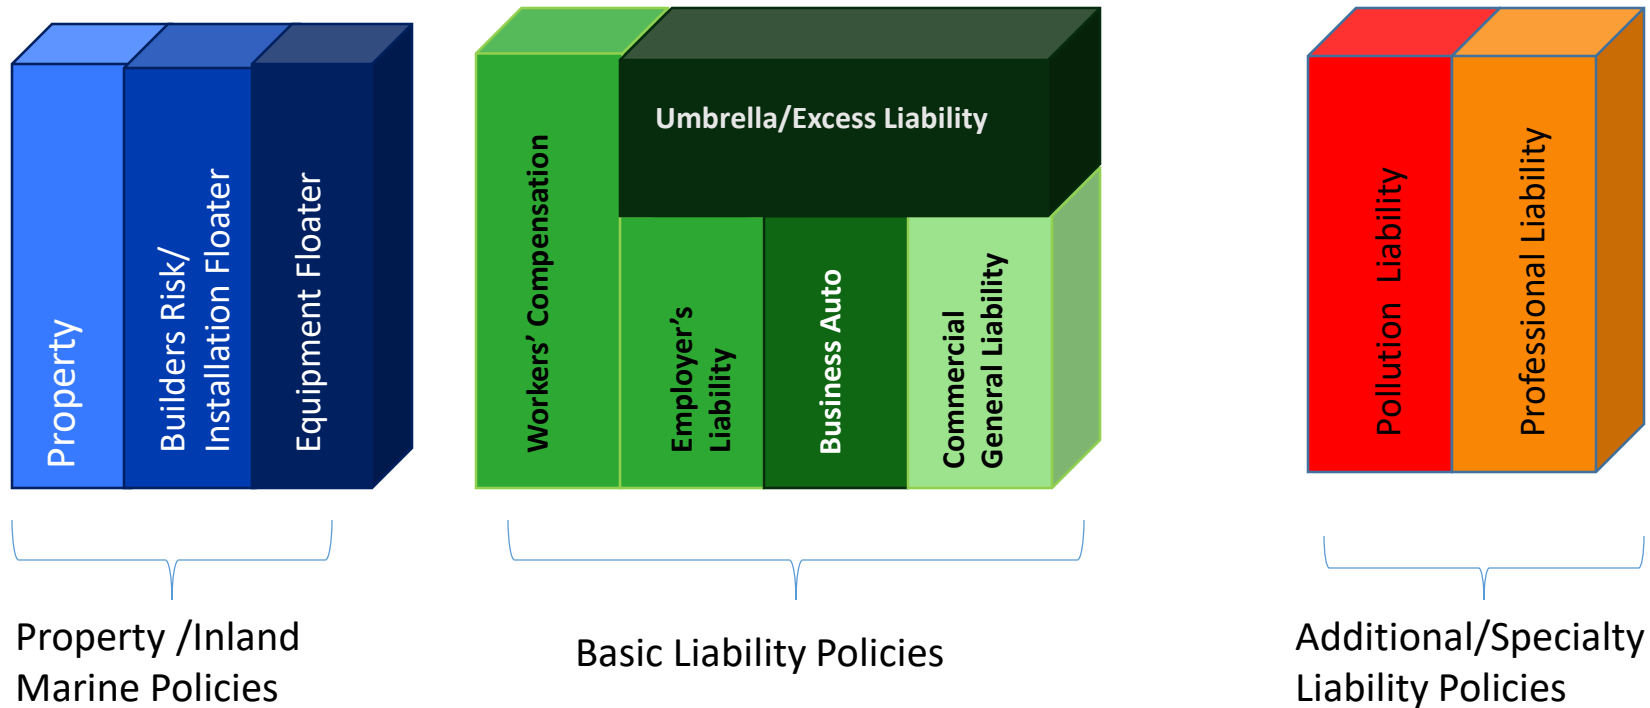 Property
Builders Risk/
Installation Floater
Equipment Floater
Property /Inland
Marine Policies
Workers’ Compensation
Umbrella/Excess Liability
Employer’s
Liability
Business Auto
Commercial
General Liability
Basic Liability Policies
Pollution Liability
Professional Liability
Additional/Specialty
Liability Policies